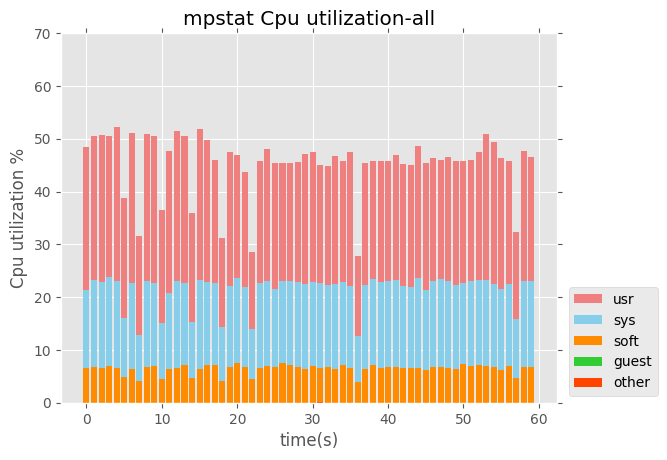 mpstat Cpu utilization-all
70
60
50
40
30
20
10
0
Cpu utilization %
0 10 20 30 40 50 60
time(s)
usr
sys
soft
guest
other